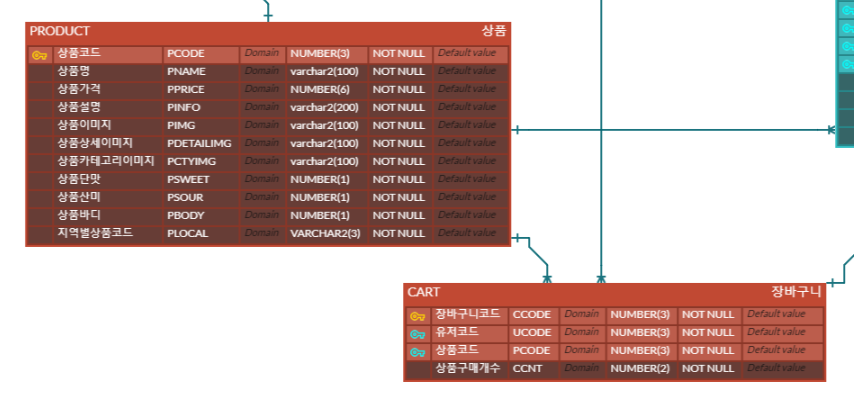 PRODUCT 상품
상품코드 PCODE Domain NUMBER(3) NOT NULL Default value
상품명 PNAME Domain varchar2(100) NOT NULL Default value
상품가격 PPRICE Domain NUMBER(6) NOT NULL Default value
상품설명 PINFO Domain varchar2(200) NOT NULL Default value
상품이미지 PIMG Domain varchar2(100) NOT NULL Default value
상품상세이미지 PDETAILIMG Domain varchar2(100) NOT NULL Default value
상품카테고리이미지 PCTYIMG Domain varchar2(100) NOT NULL Default value
상품단맛 PSWEET Domain NUMBER(1) NOT NULL Default value
상품산미 PSOUR Domain NUMBER(1) NOT NULL Default value
상품바디 PBODY Domain NUMBER(1) NOT NULL Default value
지역별상품코드 PLOCAL Domain VARCHAR2(3) NOT NULL Default value
CART 장바구니
장바구니코드 CCODE Domain NUMBER(3) NOT NULL Default value
유저코드 UCODE Domain NUMBER(3) NOT NULL Default value
상품코드 PCODE Domain NUMBER(3) NOT NULL Default value
상품구매개수 CCNT Domain NUMBER(2) NOT NULL Default value